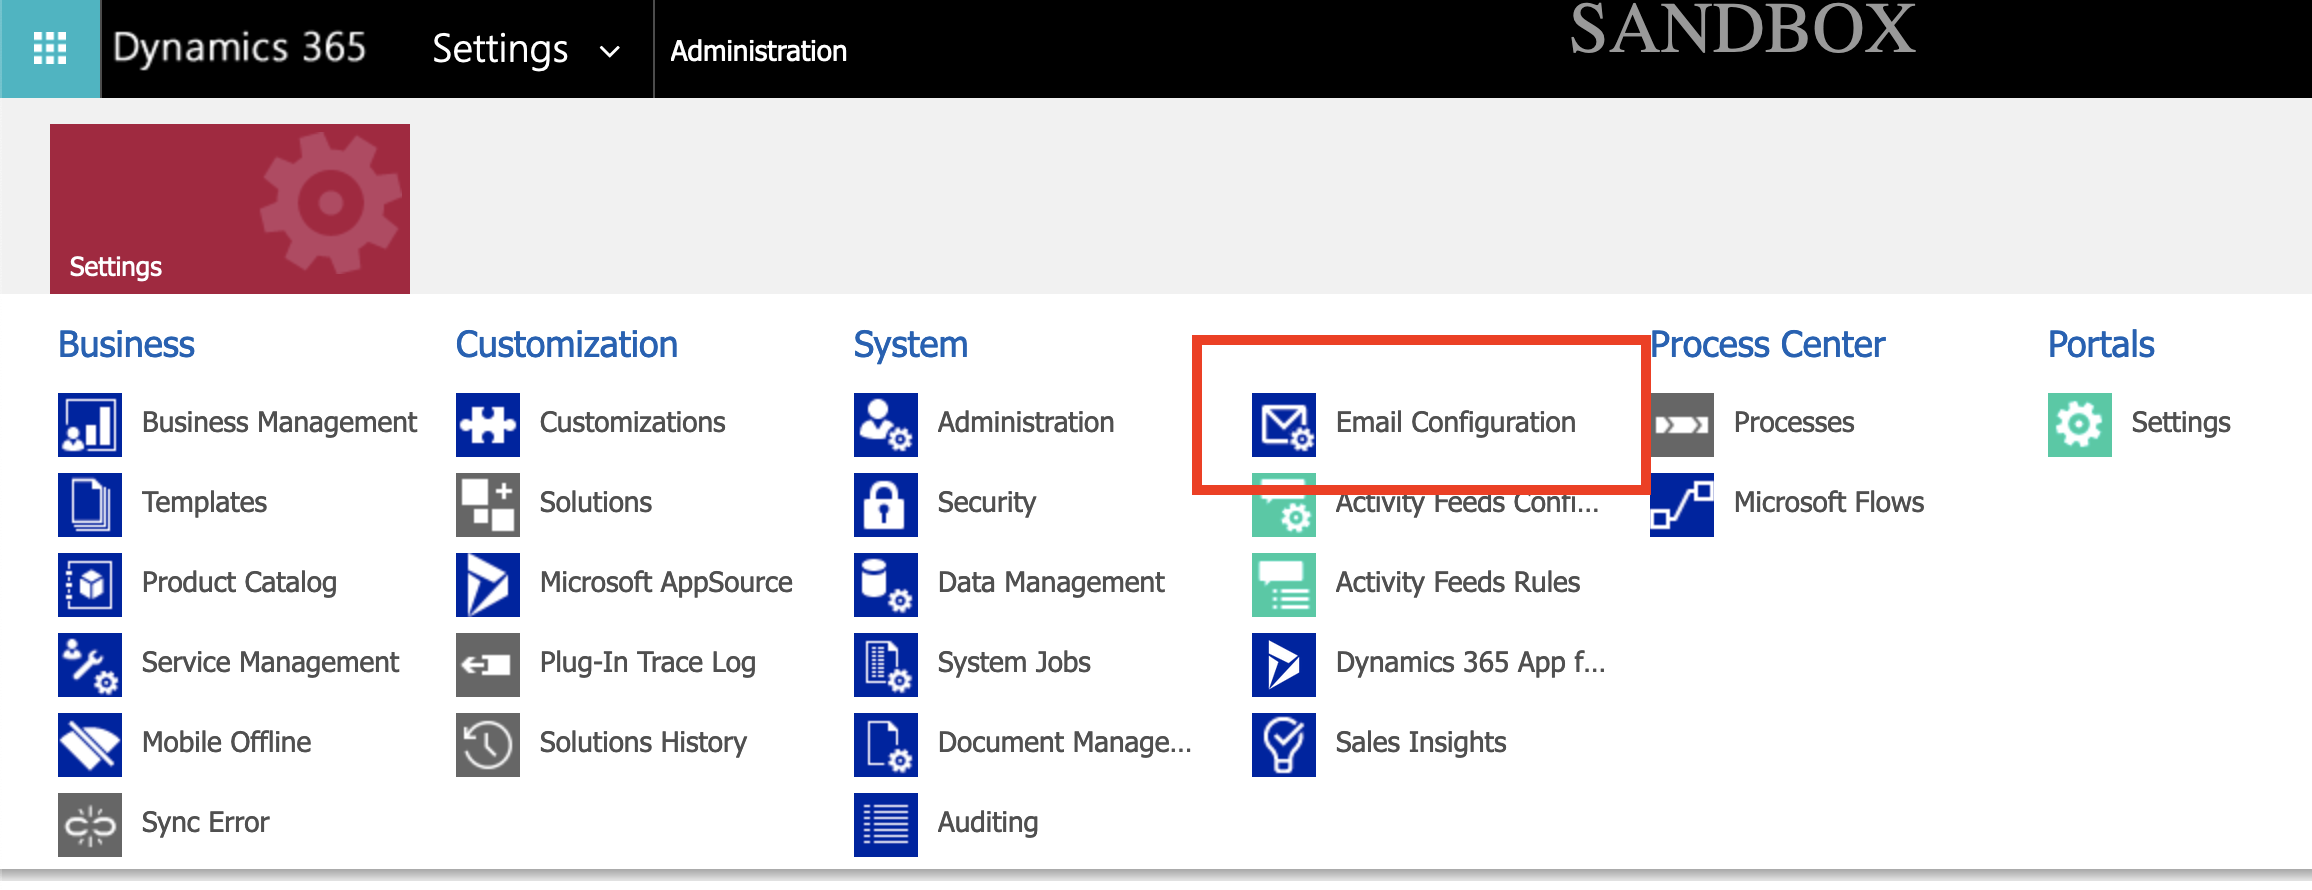 Dynamics 365
Settings
Administration
SANDBOX
Settings
Business
Business Management
Templates
Product Catalog
Service Management
Mobile Offline
Sync Error
Customization
Customizations
Solutions
Microsoft AppSource
Plug-In Trace Log
Solutions History
System
Administration
Security
Data Management
System Jobs
Document Manage...
Auditing
Email Configuration
Activity Feeds Confi...
Activity Feeds Rules
Dynamics 365 App f...
Sales Insights
Process Center
Processes
Microsoft Flows
Portals
Settings